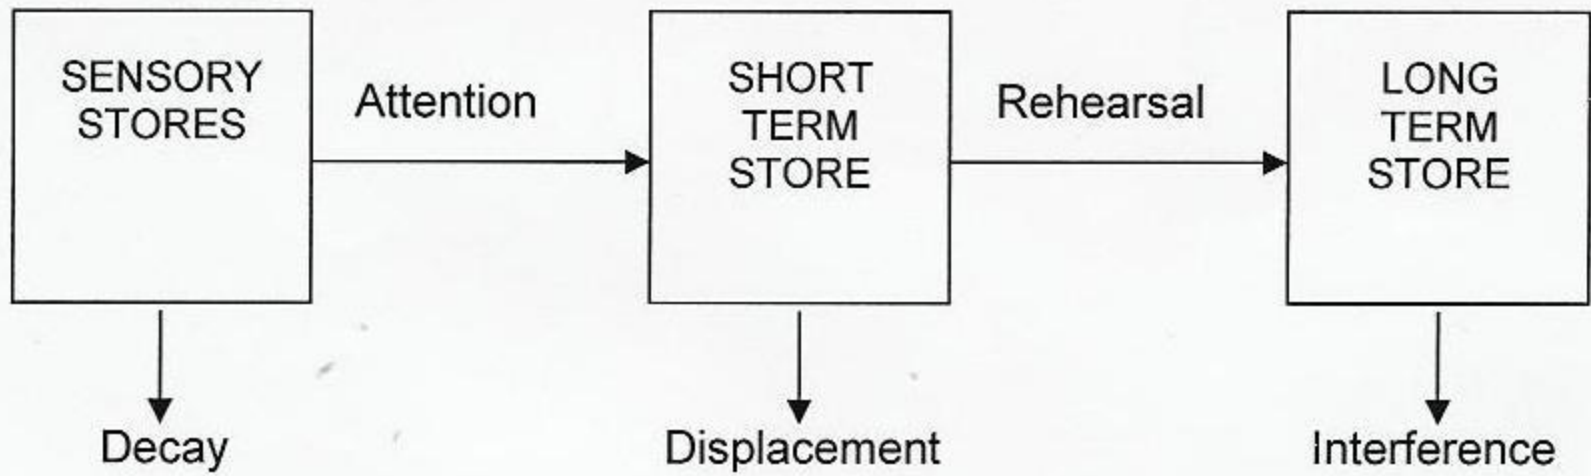 SENSORY
STORES
Attention
SHORT
TERM
STORE
Rehearsal
LONG
TERM
STORE
Decay
Displacement
Interference